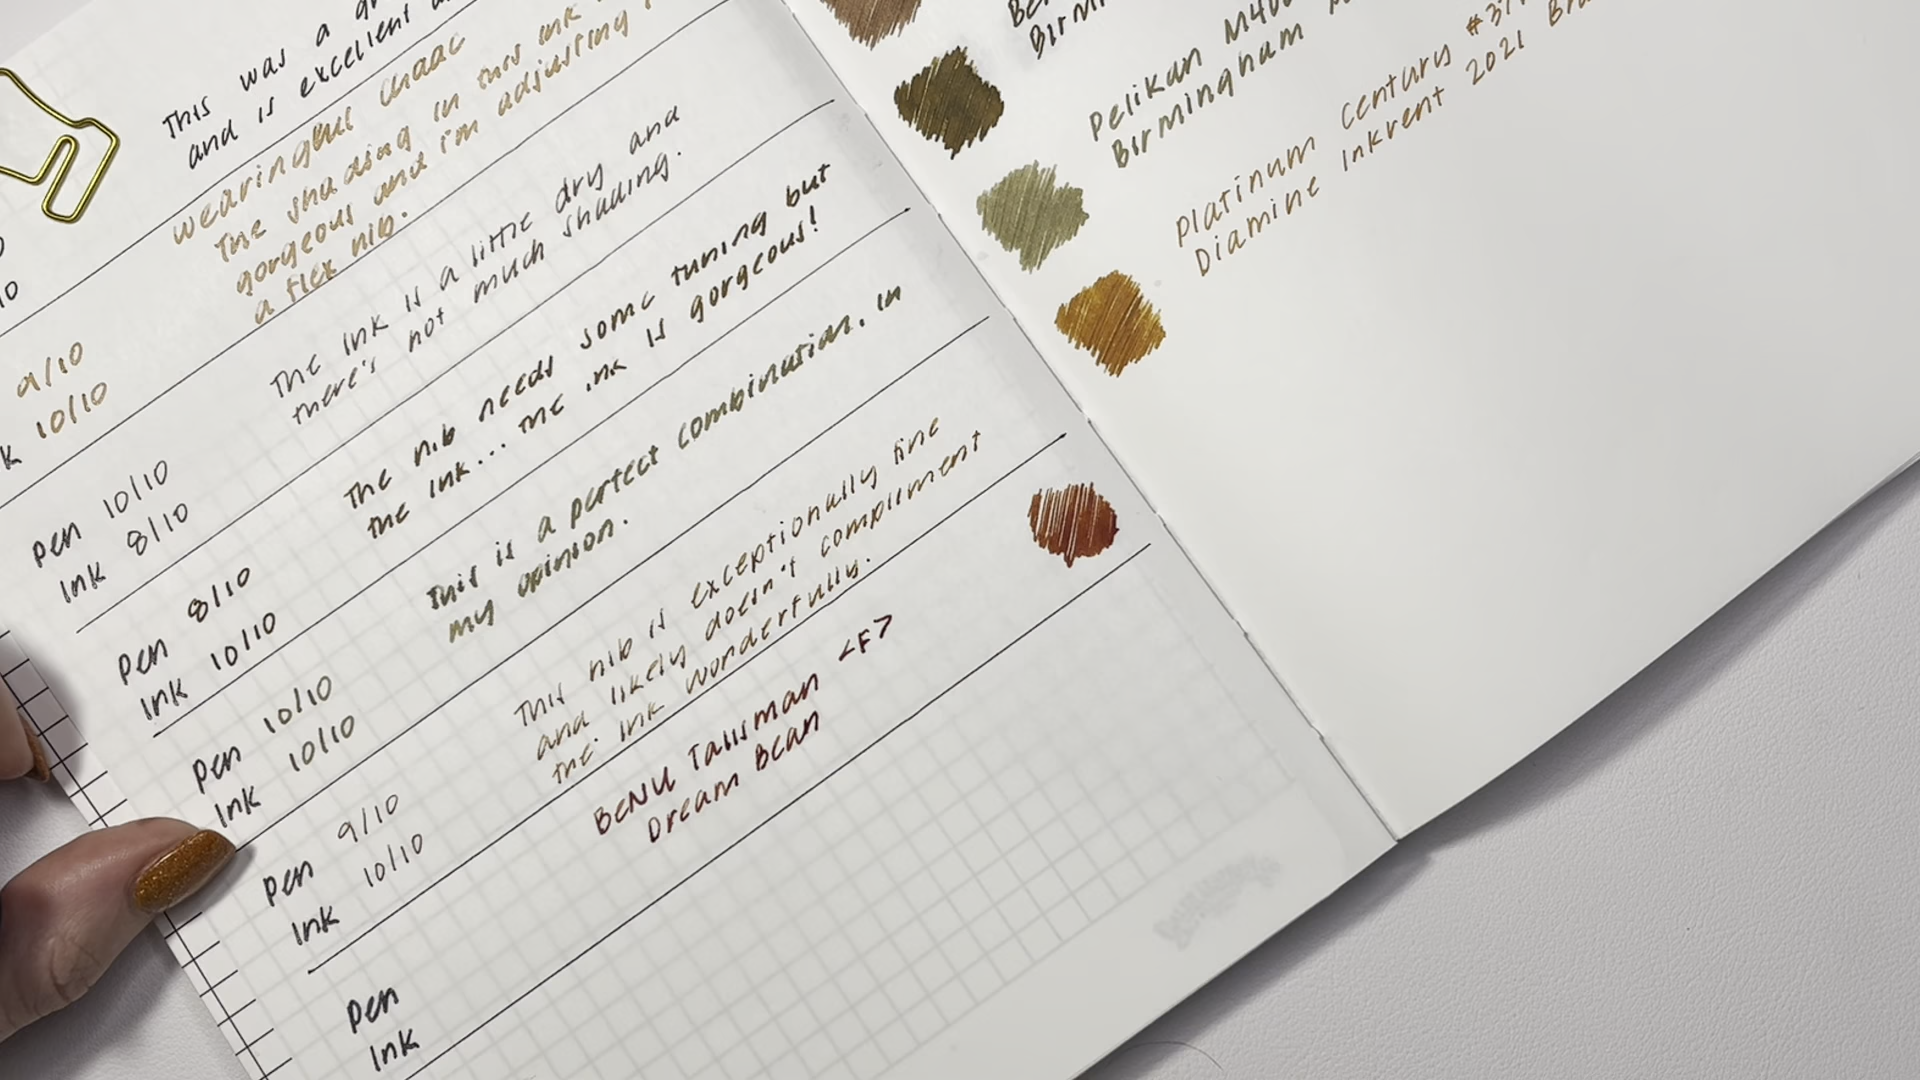 This was a
and is excellent
wearingeul
The shading in this ink
gorgeous and i'm adjusting
a flex nib.
9/10
10/10
The ink is a little dry and
there's not much shading.
pen 10/10
Ink 8/10
The nib needs some tuning but
the ink... the ink is gorgeous!
pen 8/10
Ink 10/10
This is a perfect combination, in
my opinion.
pen 10/10
Ink 10/10
This nib is exceptionally fine
and likely doesn't compliment
the ink wonderfully.
pen 9/10
Ink 10/10
BENU Talisman <F>
Dream Bean
pen
Ink
Birm
Pelikan M40
Birmingham
Platinum Century #37
Diamine Inkvent 2021